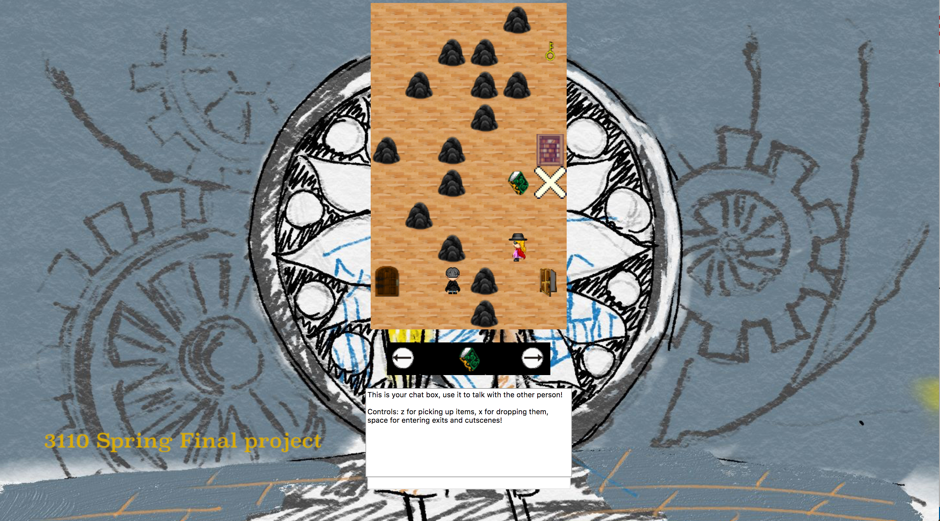 This is your chat box, use it to talk with the other person!
Controls: z for picking up items, x for dropping them,
space for entering exits and cutscenes!
3110 Spring Final project